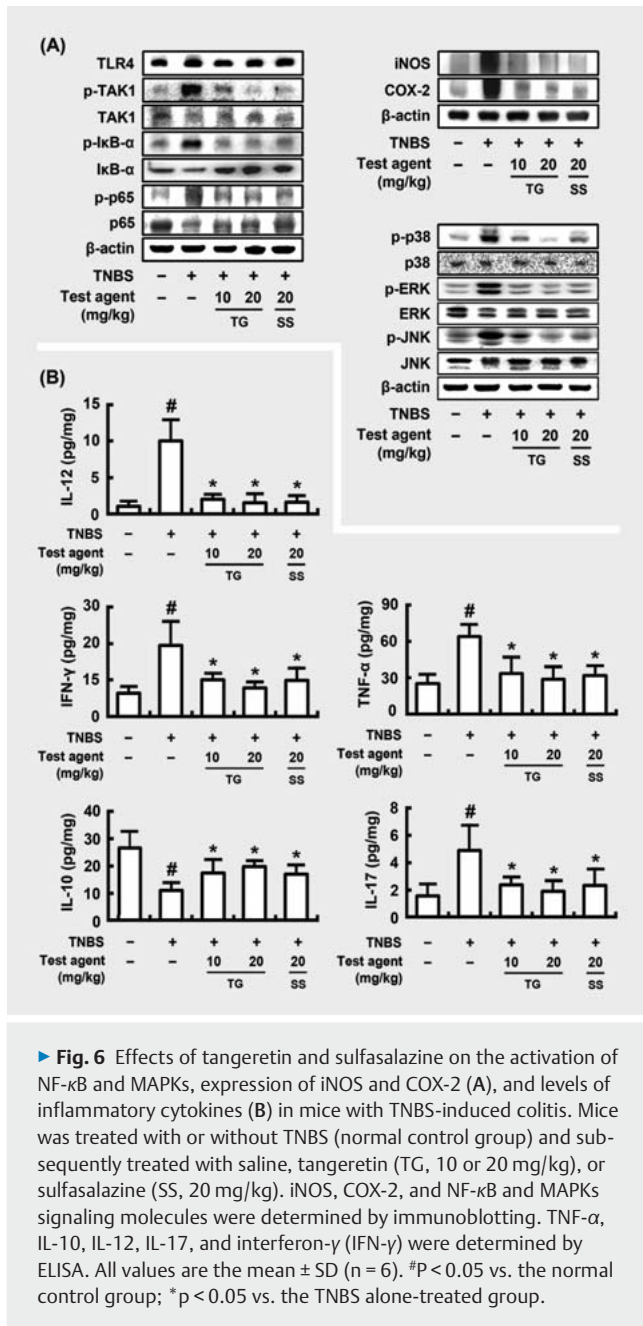 (A)
TLR4
p-TAK1
TAK1
p-IκB-α
IκB-α
p-p65
p65
β-actin
TNBS – + + + +
Test agent – – 10 20 20
(mg/kg) TG SS
iNOS
COX-2
β-actin
TNBS – + + + +
Test agent – – 10 20 20
(mg/kg) TG SS
p-p38
p38
p-ERK
ERK
p-JNK
JNK
β-actin
TNBS – + + + +
Test agent – – 10 20 20
(mg/kg) TG SS
(B)
IL-12 (pg/mg)
15
10
5
0
# * * *
TNBS – + + + +
Test agent – – 10 20 20
(mg/kg) TG SS
IFN-γ (pg/mg)
30
20
15
0
# * * *
TNBS – + + + +
Test agent – – 10 20 20
(mg/kg) TG SS
TNF-α (pg/mg)
90
60
30
0
# * * *
TNBS – + + + +
Test agent – – 10 20 20
(mg/kg) TG SS
IL-10 (pg/mg)
40
30
20
10
0
# * * *
TNBS – + + + +
Test agent – – 10 20 20
(mg/kg) TG SS
IL-17 (pg/mg)
8
6
4
2
0
# * * *
TNBS – + + + +
Test agent – – 10 20 20
(mg/kg) TG SS
► Fig. 6 Effects of tangeretin and sulfasalazine on the activation of
NF-κB and MAPKs, expression of iNOS and COX-2 (A), and levels of
inflammatory cytokines (B) in mice with TNBS-induced colitis. Mice
was treated with or without TNBS (normal control group) and sub-
sequently treated with saline, tangeretin (TG, 10 or 20 mg/kg), or
sulfasalazine (SS, 20 mg/kg). iNOS, COX-2, and NF-κB and MAPKs
signaling molecules were determined by immunoblotting. TNF-α,
IL-10, IL-12, IL-17, and interferon-γ (IFN-γ) were determined by
ELISA. All values are the mean ± SD (n = 6). #P < 0.05 vs. the normal
control group; *p < 0.05 vs. the TNBS alone-treated group.